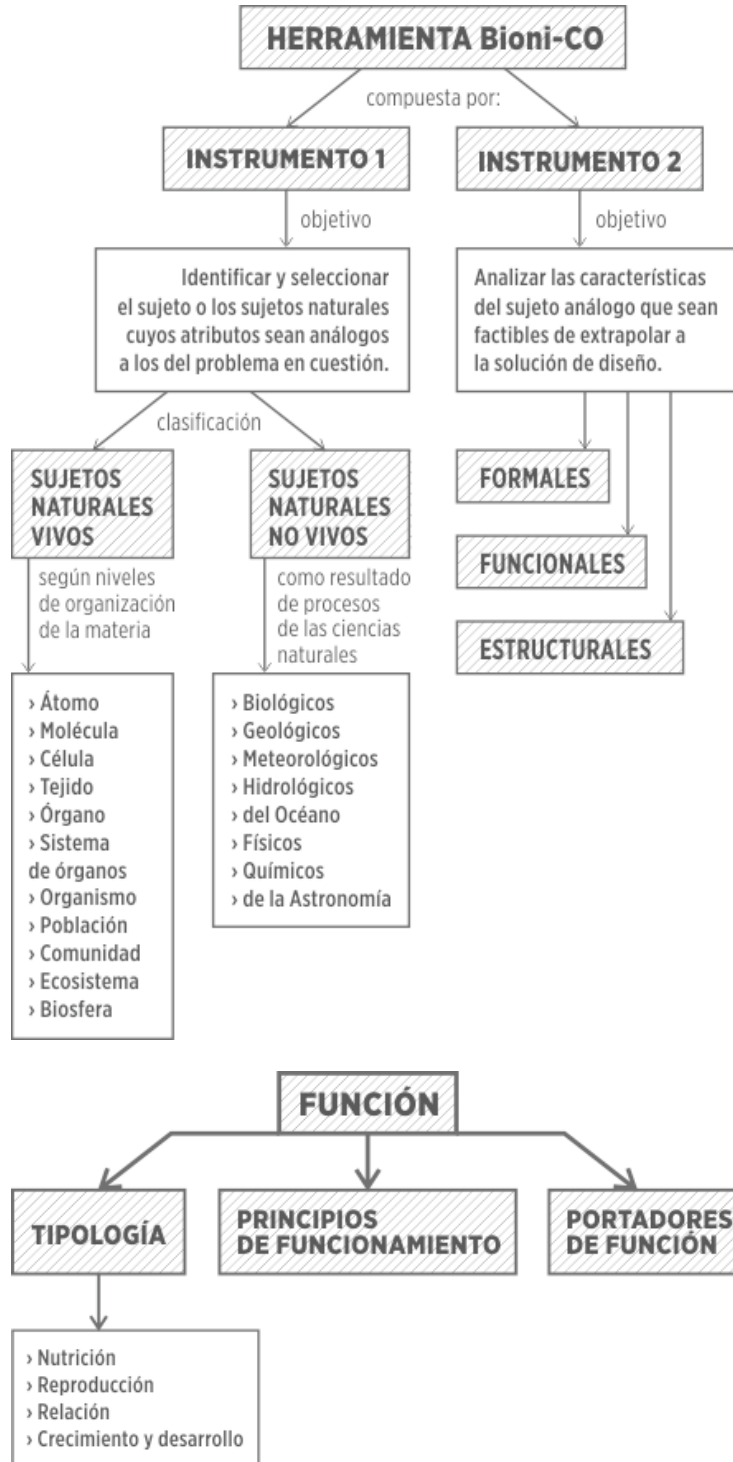 HERRAMIENTA Bioni-CO
compuesta por:
INSTRUMENTO 1
objetivo
Identificar y seleccionar
el sujeto o los sujetos naturales
cuyos atributos sean análogos
a los del problema en cuestión.
clasificación
SUJETOS
NATURALES
VIVOS
según niveles
de organización
de la materia
› Átomo
› Molécula
› Célula
› Tejido
› Órgano
› Sistema
de órganos
› Organismo
› Población
› Comunidad
› Ecosistema
› Biosfera
SUJETOS
NATURALES
NO VIVOS
como resultado
de procesos
de las ciencias
naturales
› Biológicos
› Geológicos
› Meteorológicos
› Hidrológicos
› del Océano
› Físicos
› Químicos
› de la Astronomía
INSTRUMENTO 2
objetivo
Analizar las características
del sujeto análogo que sean
factibles de extrapolar a
la solución de diseño.
FORMALES
FUNCIONALES
ESTRUCTURALES
FUNCIÓN
TIPOLOGÍA
› Nutrición
› Reproducción
› Relación
› Crecimiento y desarrollo
PRINCIPIOS
DE FUNCIONAMIENTO
PORTADORES
DE FUNCIÓN